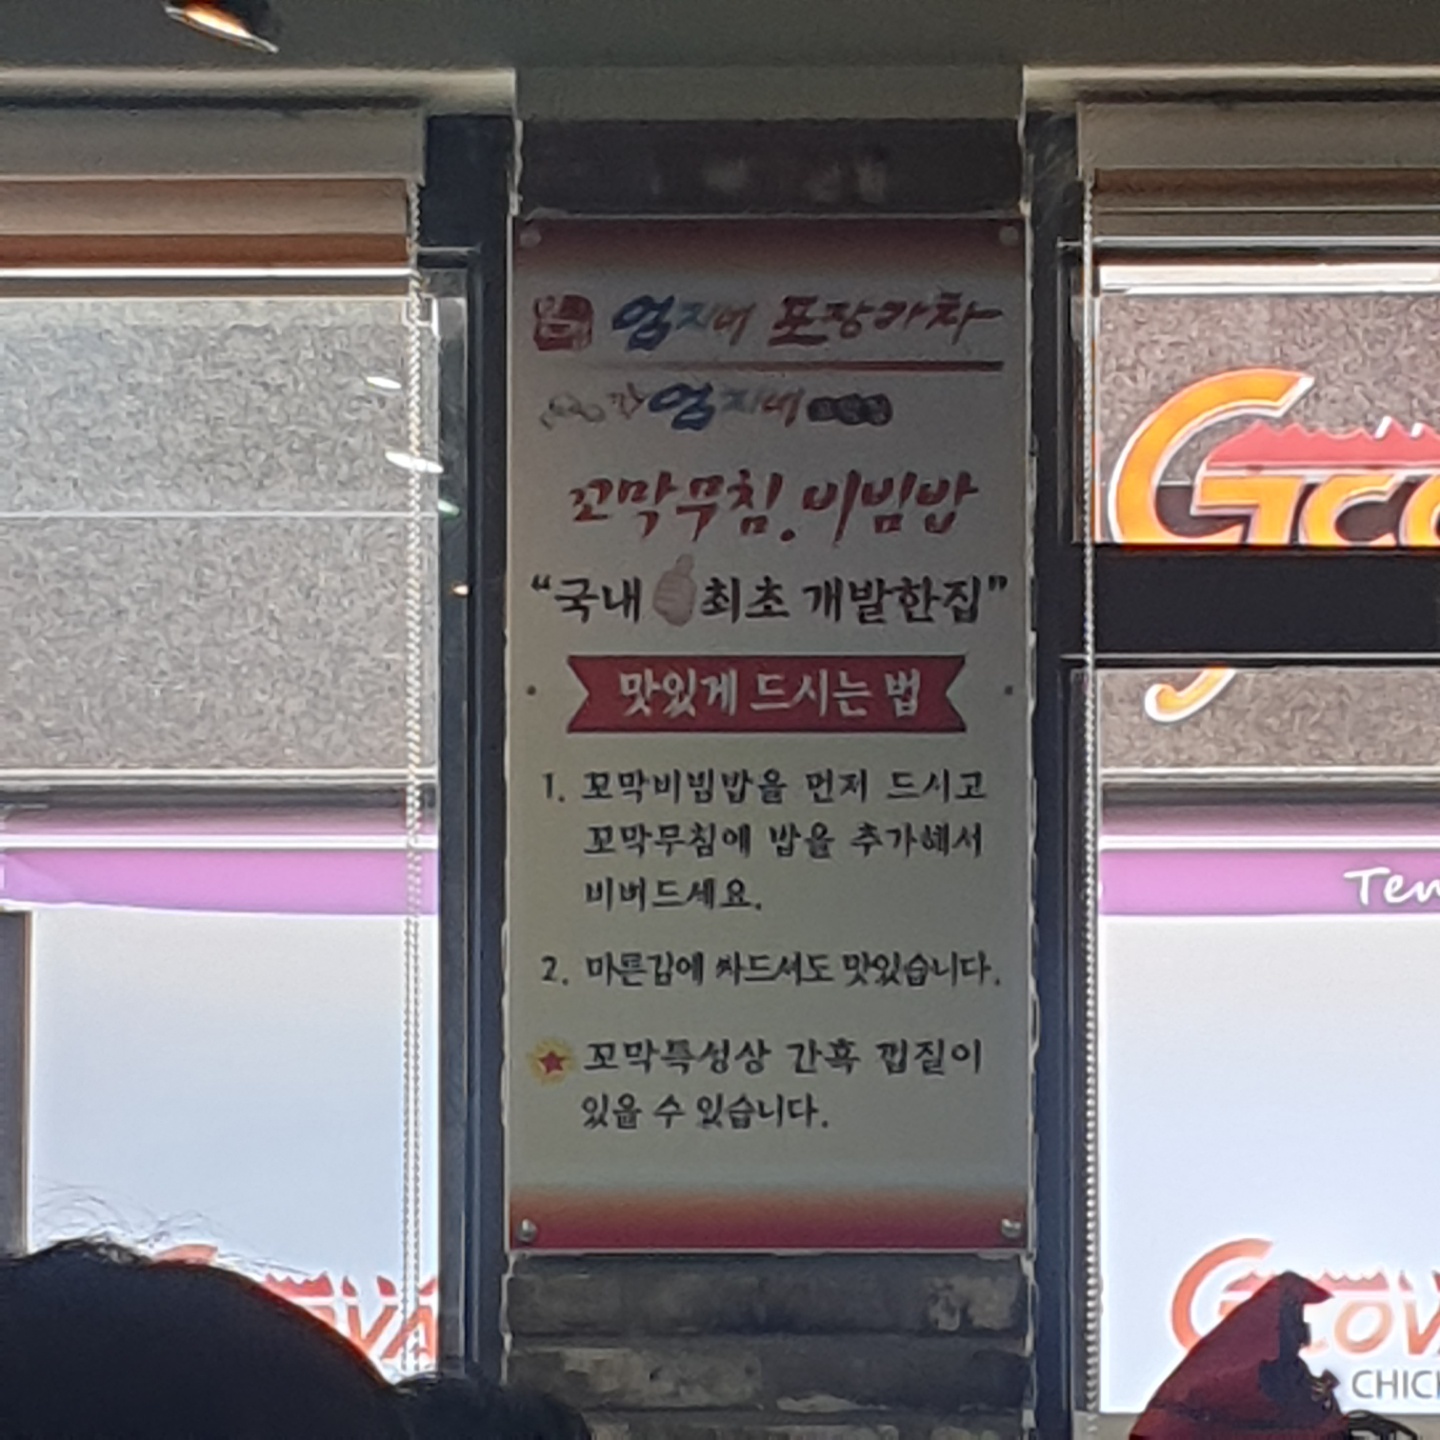 엄지네 포장마차
엄지네
꼬막무침.비빔밥
“국내 최초 개발한집”
맛있게 드시는 법
1. 꼬막비빔밥을 먼저 드시고
꼬막무침에 밥을 추가해서
비벼드세요.
2. 마른김에 싸드셔도 맛있습니다.
꼬막특성상 간혹 껍질이
있을 수 있습니다.